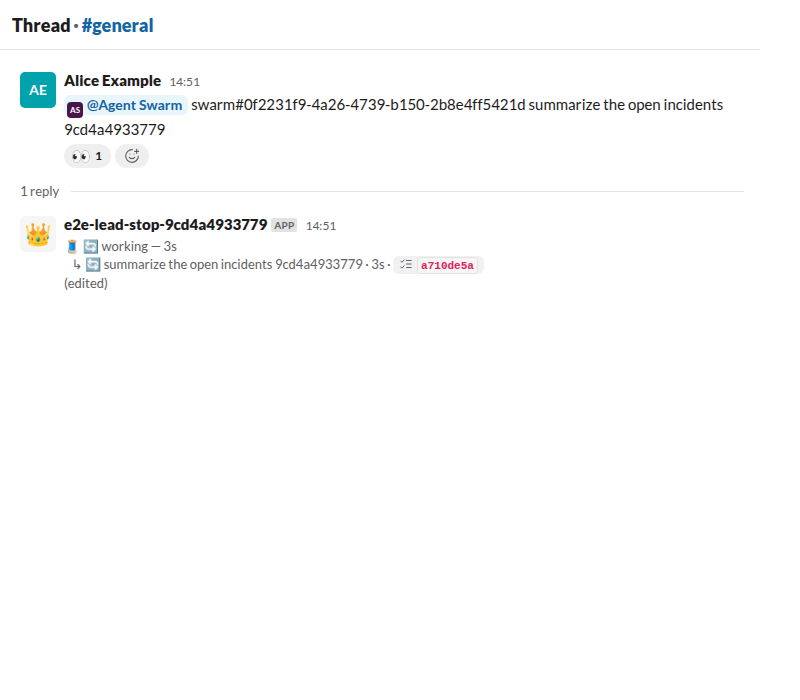 Thread • #general
AE
Alice Example 14:51
AS @Agent Swarm swarm#0f2231f9-4a26-4739-b150-2b8e4ff5421d summarize the open incidents
9cd4a4933779
👀 1
1 reply
e2e-lead-stop-9cd4a4933779 APP 14:51
🧵 🔄 working — 3s
↳ 🔄 summarize the open incidents 9cd4a4933779 · 3s · a710de5a
(edited)